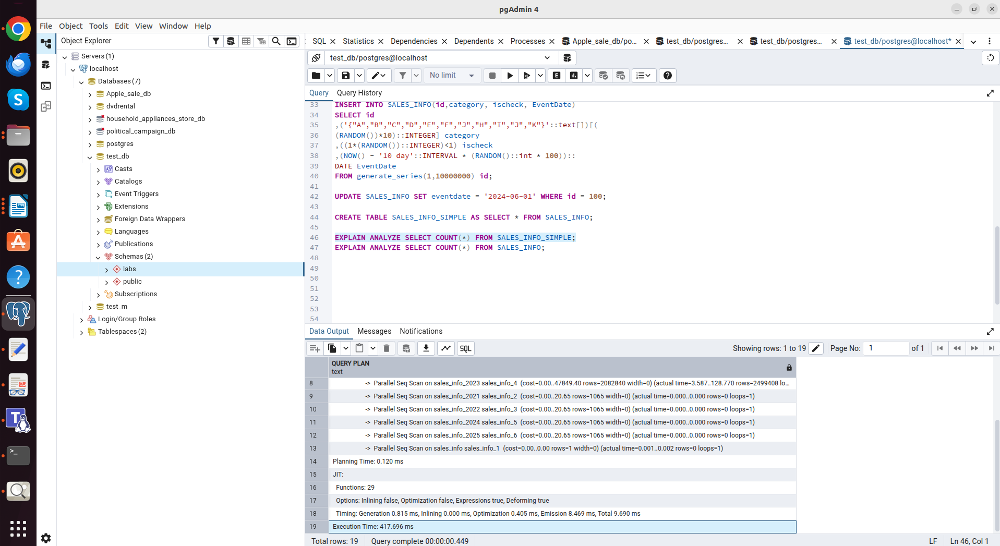 pgAdmin 4
File Object Tools Edit View Window Help
Object Explorer
Servers (1)
localhost
Databases (7)
Apple_sale_db
dvdrental
household_appliances_store_db
political_campaign_db
postgres
test_db
Casts
Catalogs
Event Triggers
Extensions
Foreign Data Wrappers
Languages
Publications
Schemas (2)
labs
public
Subscriptions
test_m
Login/Group Roles
Tablespaces (2)
SQL Statistics Dependencies Dependents Processes Apple_sale_db/po... test_db/postgres... test_db/postgres... test_db/postgres@localhost*
test_db/postgres@localhost
No limit E
Query Query History
33 INSERT INTO SALES_INFO(id,category, ischeck, EventDate)
34 SELECT id
35 ,('{"A","B","C","D","E","F","J","H","I","J","K"}'::text[])[(
36 (RANDOM())*10)::INTEGER] category
37 ,((1*(RANDOM())::INTEGER)<1) ischeck
38 ,(NOW() - '10 day'::INTERVAL * (RANDOM()::int * 100))::
39 DATE EventDate
40 FROM generate_series(1,10000000) id;
41
42 UPDATE SALES_INFO SET eventdate = '2024-06-01' WHERE id = 100;
43
44 CREATE TABLE SALES_INFO_SIMPLE AS SELECT * FROM SALES_INFO;
45
46 EXPLAIN ANALYZE SELECT COUNT(*) FROM SALES_INFO_SIMPLE;
47 EXPLAIN ANALYZE SELECT COUNT(*) FROM SALES_INFO;
48
49
50
51
52
53
54
Data Output Messages Notifications
SQL Showing rows: 1 to 19 Page No: 1 of 1
QUERY PLAN
text
8 -> Parallel Seq Scan on sales_info_2023 sales_info_4 (cost=0.00..47849.40 rows=2082840 width=0) (actual time=3.587..128.770 rows=2499408 lo...
9 -> Parallel Seq Scan on sales_info_2021 sales_info_2 (cost=0.00..20.65 rows=1065 width=0) (actual time=0.000..0.000 rows=0 loops=1)
10 -> Parallel Seq Scan on sales_info_2022 sales_info_3 (cost=0.00..20.65 rows=1065 width=0) (actual time=0.000..0.000 rows=0 loops=1)
11 -> Parallel Seq Scan on sales_info_2024 sales_info_5 (cost=0.00..20.65 rows=1065 width=0) (actual time=0.000..0.000 rows=0 loops=1)
12 -> Parallel Seq Scan on sales_info_2025 sales_info_6 (cost=0.00..20.65 rows=1065 width=0) (actual time=0.000..0.000 rows=0 loops=1)
13 -> Parallel Seq Scan on sales_info sales_info_1 (cost=0.00..0.00 rows=1 width=0) (actual time=0.001..0.002 rows=0 loops=1)
14 Planning Time: 0.120 ms
15 JIT:
16 Functions: 29
17 Options: Inlining false, Optimization false, Expressions true, Deforming true
18 Timing: Generation 0.815 ms, Inlining 0.000 ms, Optimization 0.405 ms, Emission 8.469 ms, Total 9.690 ms
19 Execution Time: 417.696 ms
Total rows: 19 Query complete 00:00:00.449 LF Ln 46, Col 1